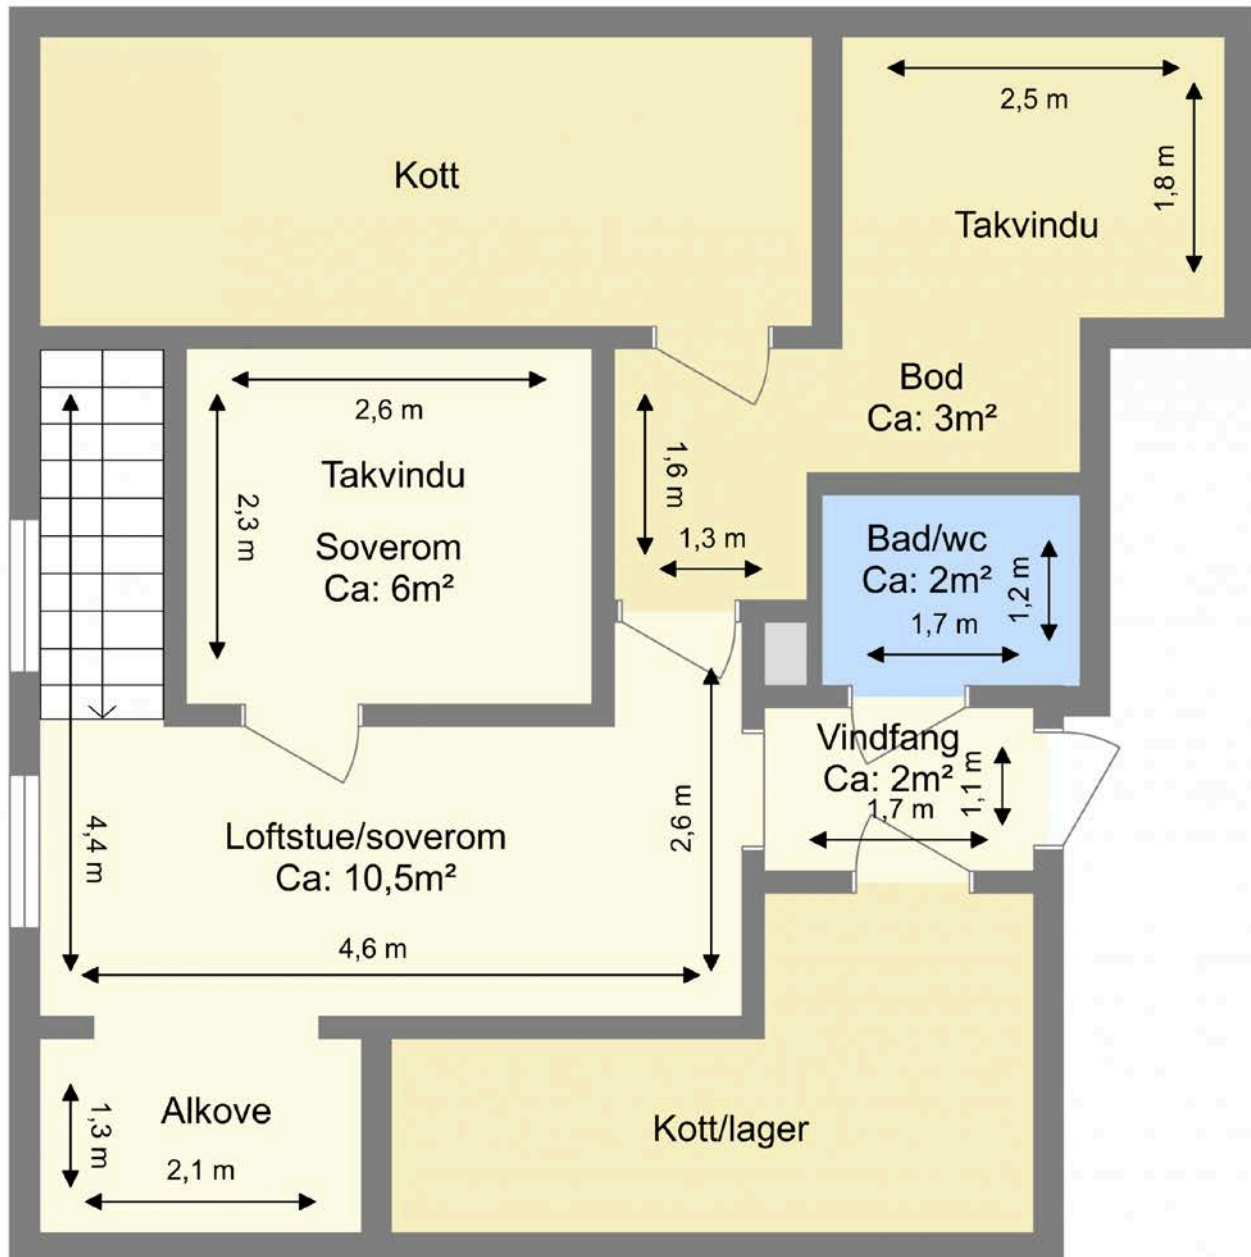 2,5 m
1,8 m
Kott
Takvindu
2,6 m
Takvindu
2,3 m
Soverom
Ca: 6m²
Bod
Ca: 3m²
1,6 m
1,3 m
Bad/wc
Ca: 2m²
1,2 m
1,7 m
Vindfang
Ca: 2m²
1,1 m
1,7 m
4,4 m
Loftstue/soverom
Ca: 10,5m²
2,6 m
4,6 m
Alkove
1,3 m
2,1 m
Kott/lager